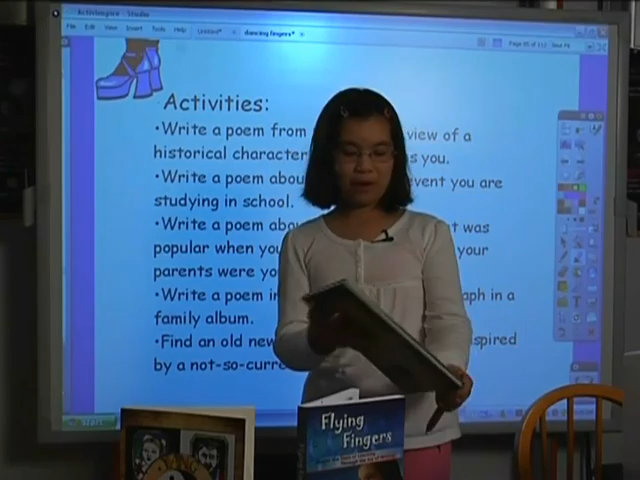 ActivInspire - Studio
File Edit View Insert Tools Help Untitled* dancing fingers*
Activities:
•Write a poem from view of a
historical character s you.
•Write a poem abou event you are
studying in school.
•Write a poem abo t was
popular when you your
parents were yo
•Write a poem in aph in a
family album.
•Find an old new spired
by a not-so-curre
Start
Flying
Fingers